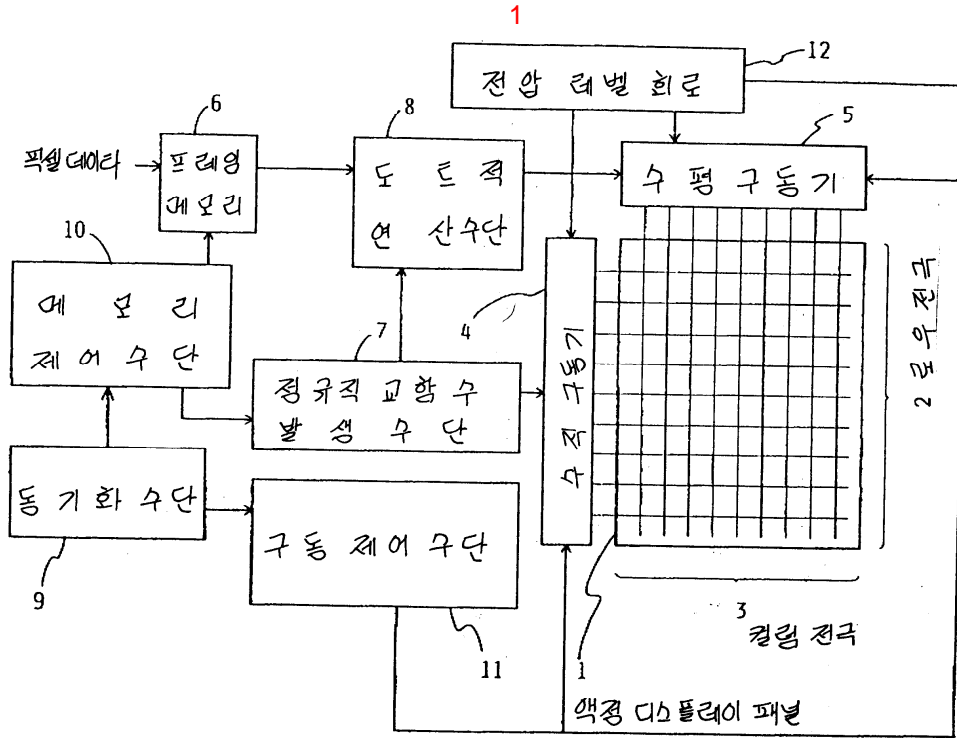 1
12
전압 레벨 회로
6
8
5
픽셀데이타
프레임
메모리
도트적
연산수단
수평구동기
10
메모리
제어수단
4
수직 구동기
2 로우 전극
7
정규직교함수
발생수단
동기화수단
구동 제어 수단
9
11
1
3
컬럼 전극
액정 디스플레이 패널